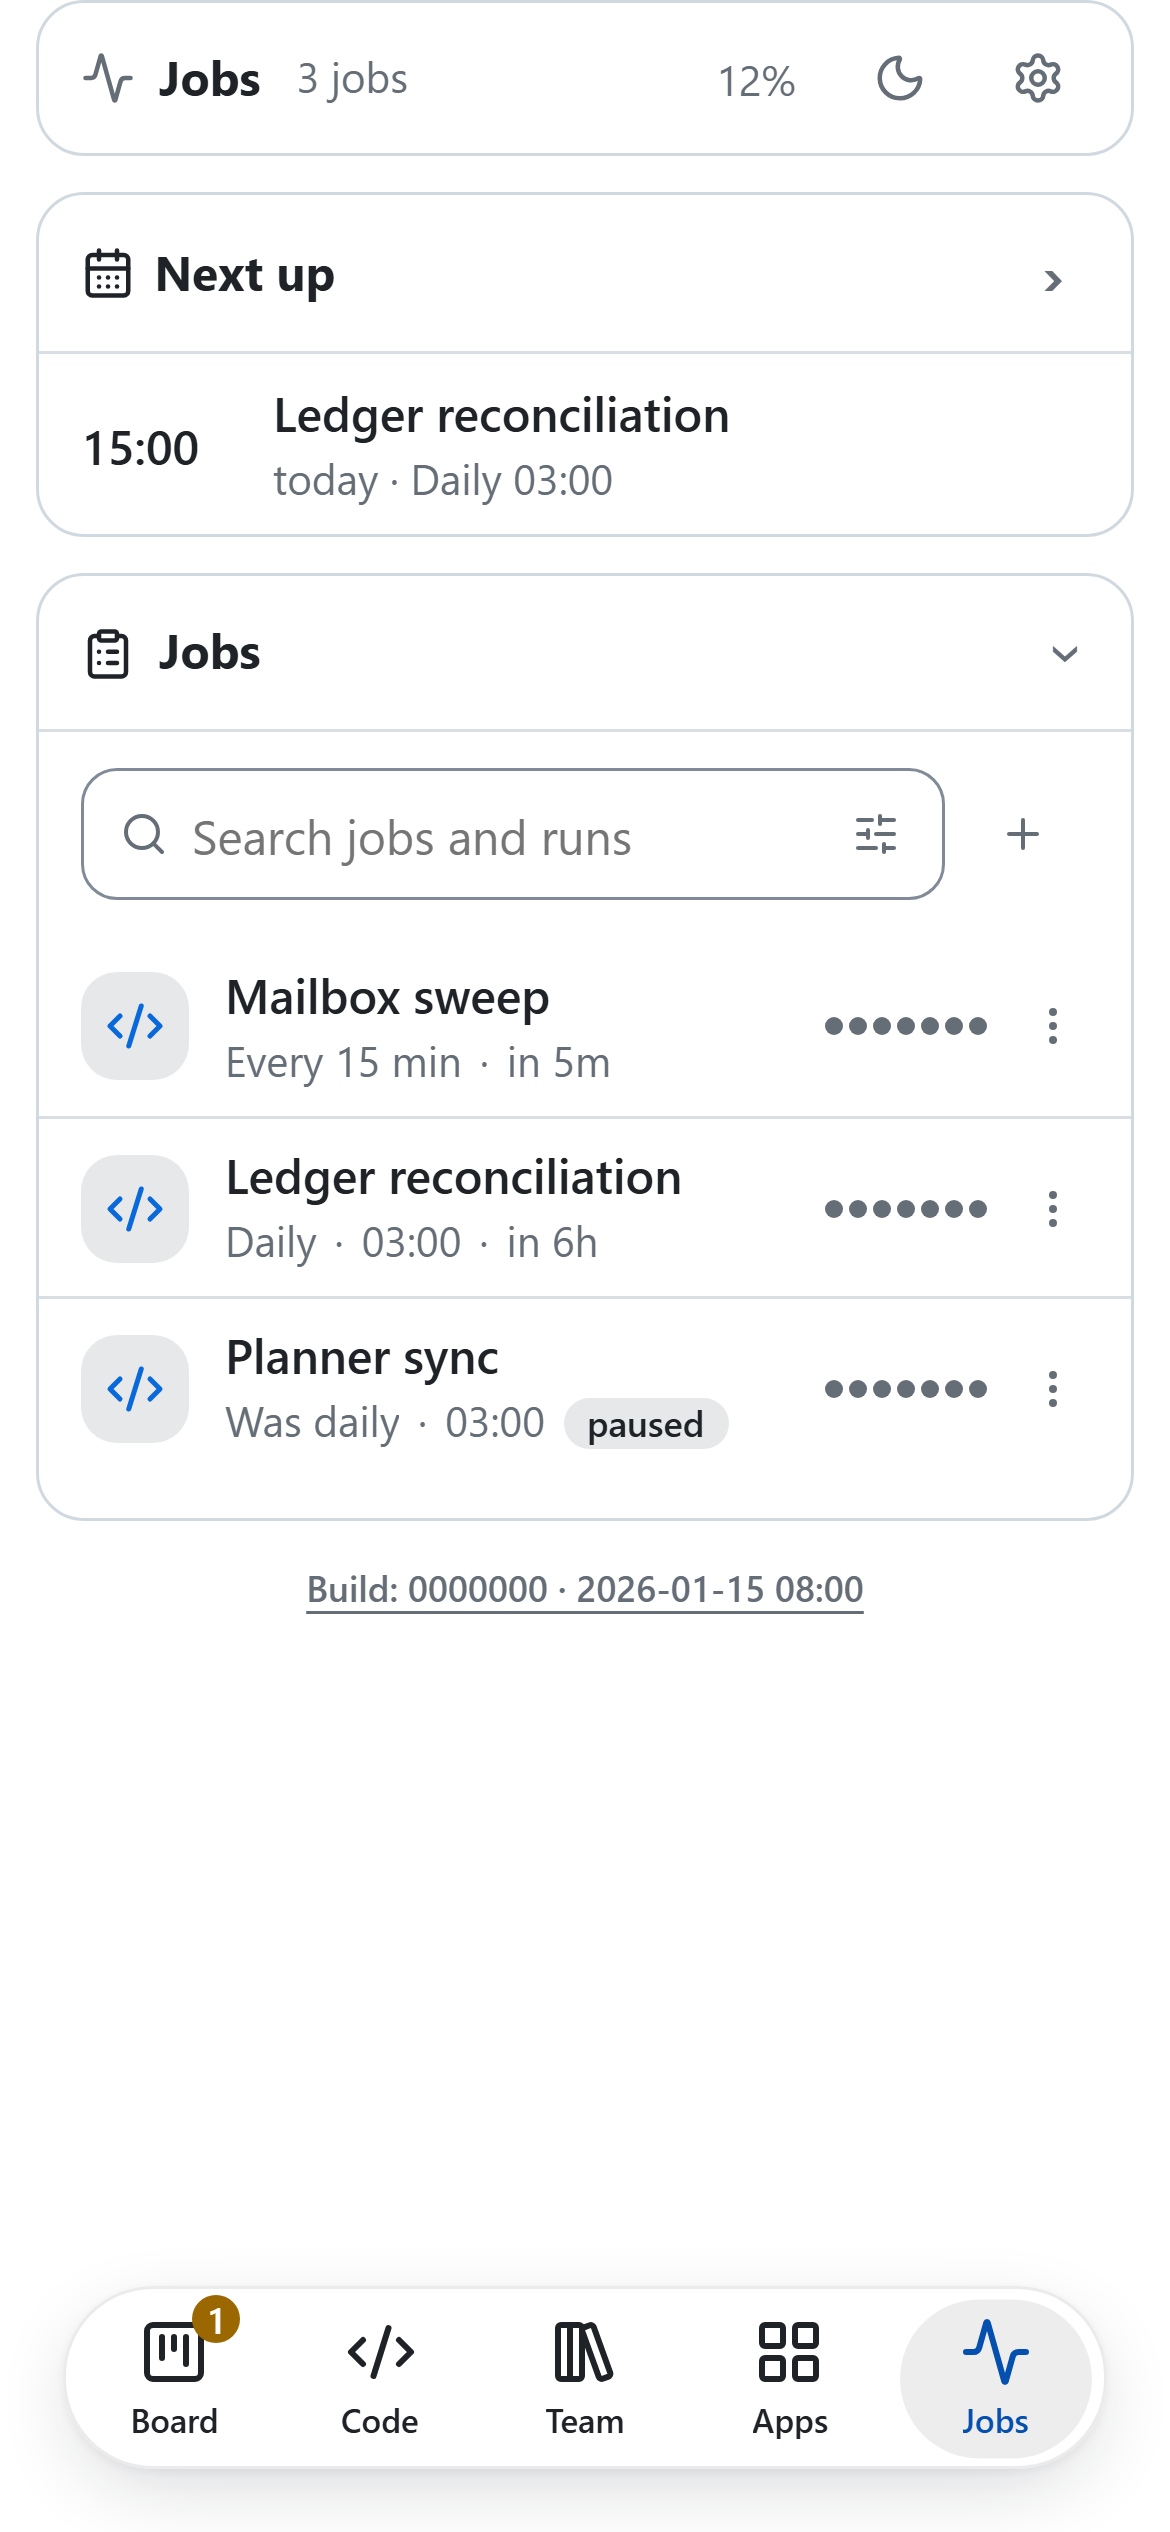 Jobs 3 jobs 12%
Next up
15:00
Ledger reconciliation
today · Daily 03:00
Jobs
Search jobs and runs
Mailbox sweep
Every 15 min · in 5m
Ledger reconciliation
Daily · 03:00 · in 6h
Planner sync
Was daily · 03:00 paused
Build: 0000000 · 2026-01-15 08:00
1
Board Code Team Apps Jobs